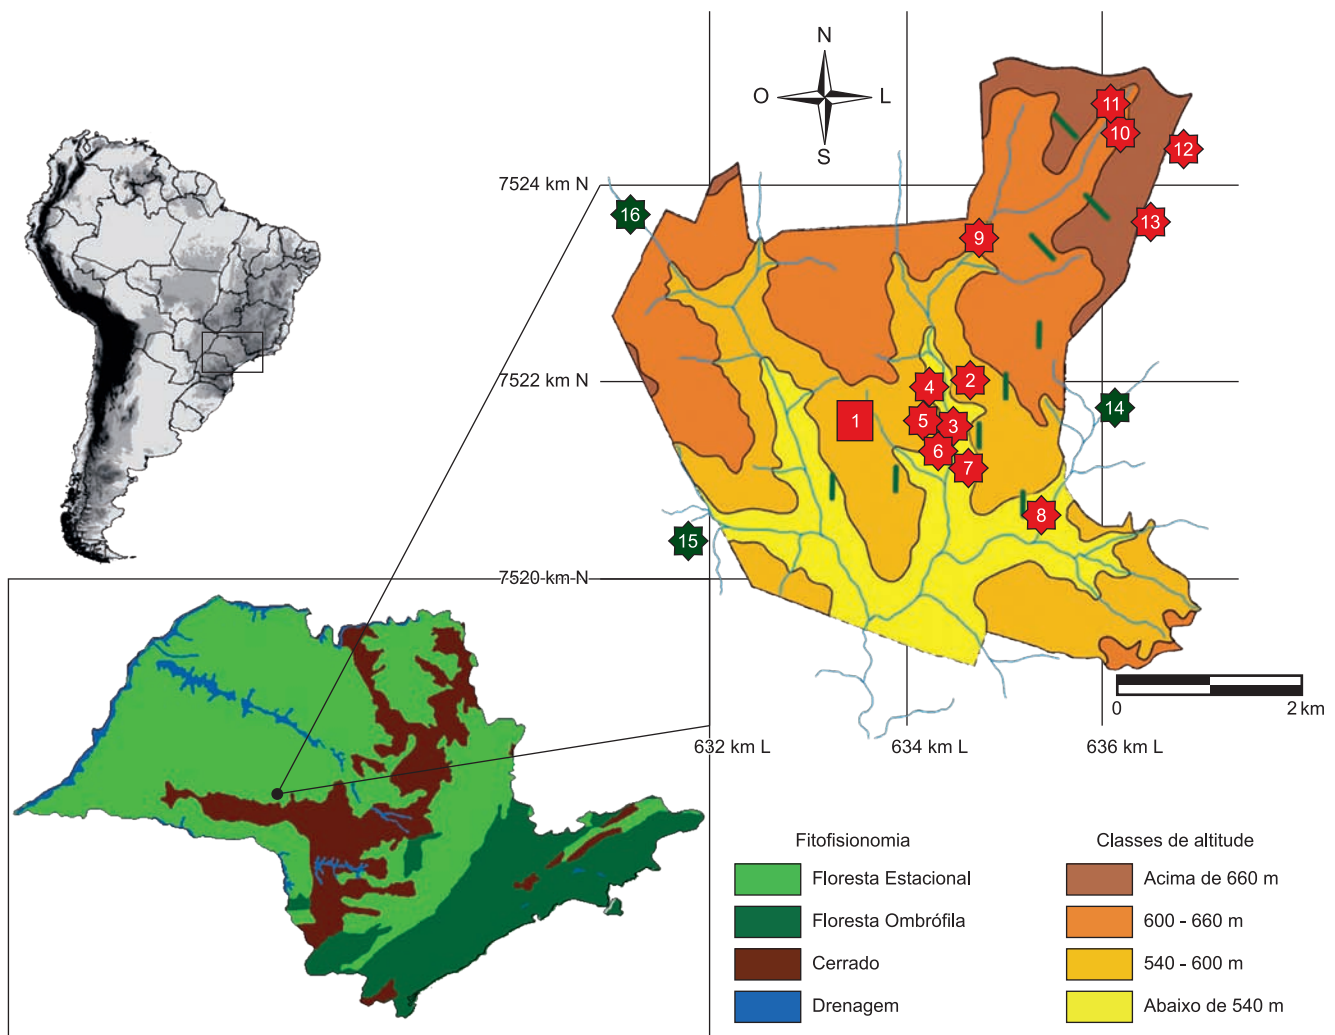 N
O
L
S
11
10
12
7524 km N
16
13
9
7522 km N
4
2
14
1
5
3
6
7
8
15
7520 km N
0
2 km
632 km L
634 km L
636 km L
Fitofisionomia
Floresta Estacional
Floresta Ombrófila
Cerrado
Drenagem
Classes de altitude
Acima de 660 m
600 - 660 m
540 - 600 m
Abaixo de 540 m